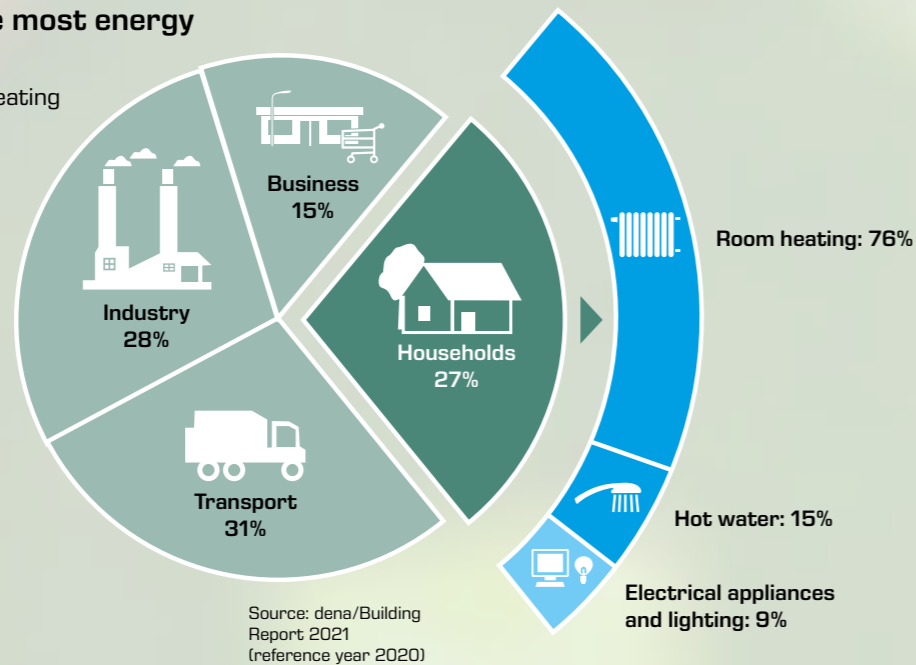 most energy
eating
Business
15%
Industry
28%
Households
27%
Transport
31%
Room heating: 76%
Hot water: 15%
Electrical appliances
and lighting: 9%
Source: dena/Building
Report 2021
(reference year 2020)